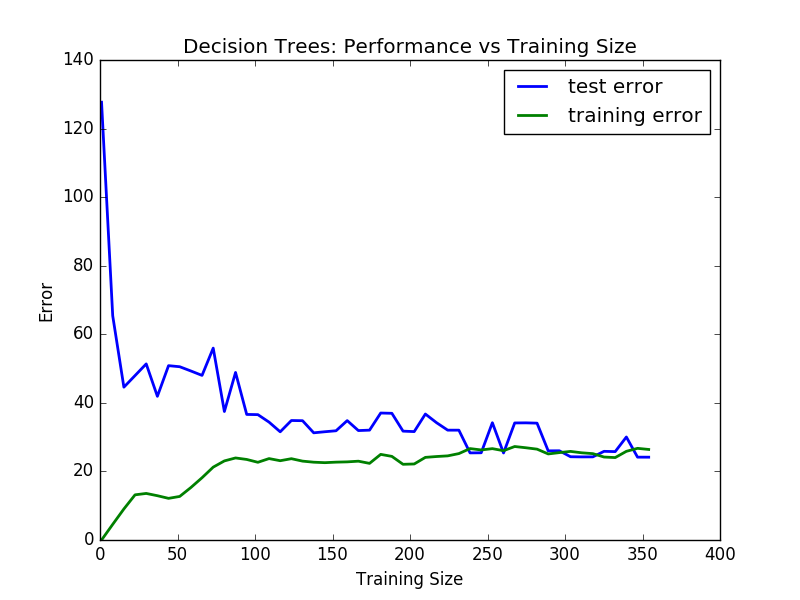 Decision Trees: Performance vs Training Size
140
120
100
80
60
40
20
0
Error
test error
training error
0 50 100 150 200 250 300 350 400
Training Size